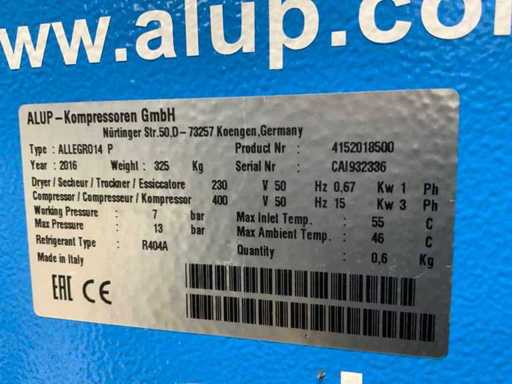 www.alup.co
ALUP-Kompressoren GmbH
Nürtinger Str.50,D- 73257 Koengen,Germany
Type : ALLEGRO14 P Product Nr : 4152018500
Year : 2016 Weight : 325 Kg Serial Nr : CAI932336
Dryer / Secheur / Trockner / Essiccatore 230 V 50 Hz 0,67 Kw 1 Ph
Compressor / Compresseur / Kompressor 400 V 50 Hz 15 Kw 3 Ph
Working Pressure : 7 bar Max Inlet Temp. : 55 C
Max Pressure : 13 bar Max Ambient Temp. : 46 C
Refrigerant Type : R404A Quantity : 0,6 Kg
Made in Italy
EAC CE